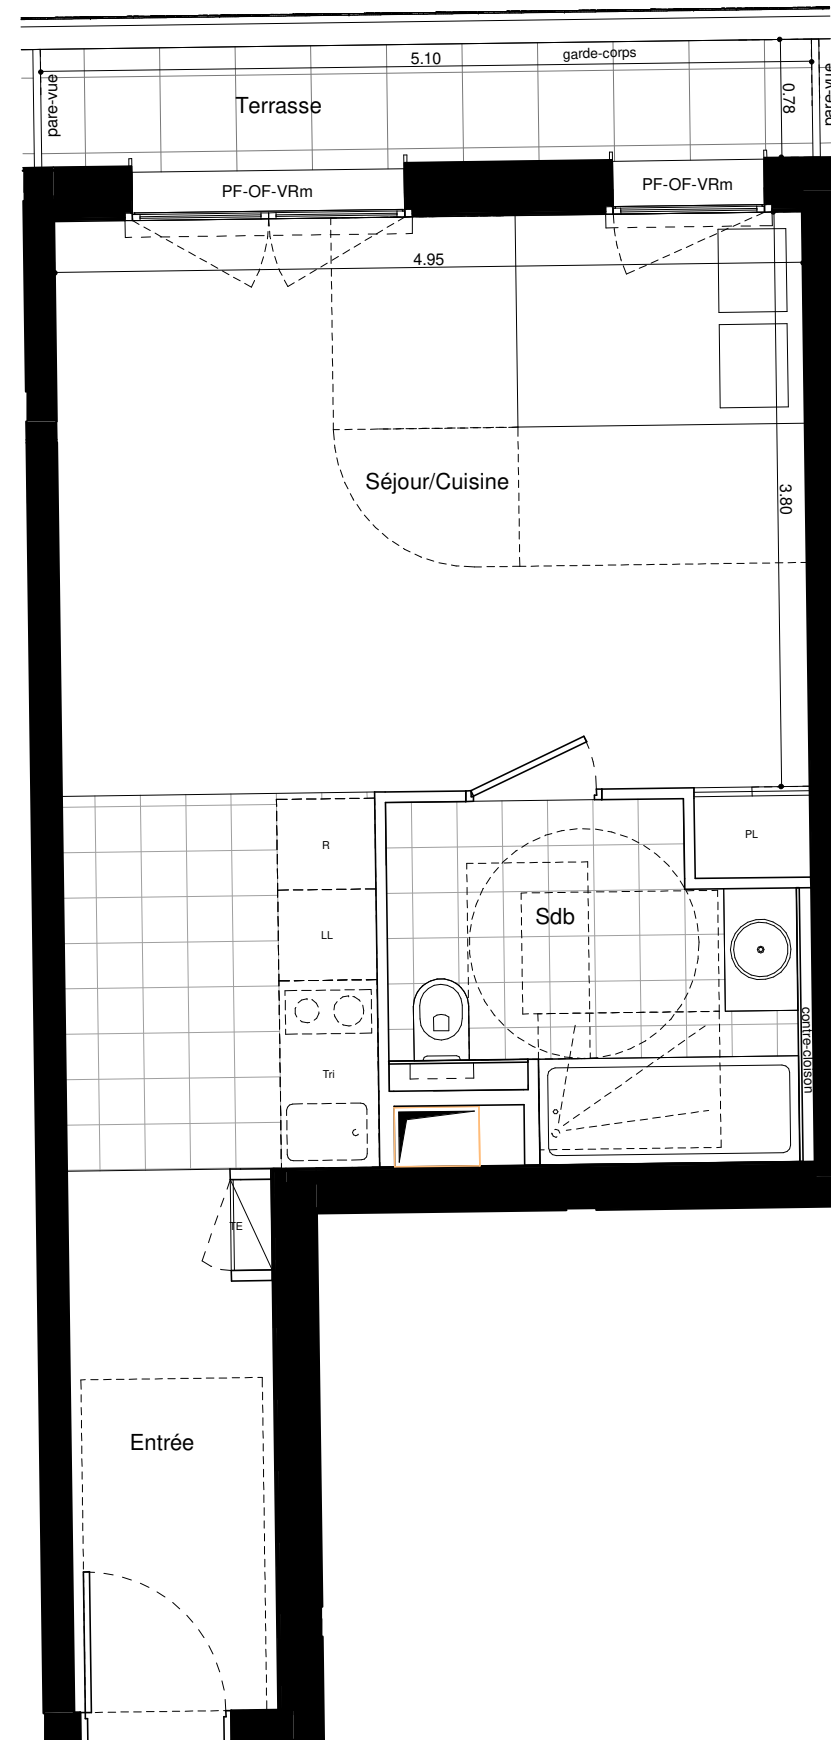 5.10
garde-corps
pare-vue
Terrasse
0.78
pare-vue
PF-OF-VRm
PF-OF-VRm
4.95
Séjour/Cuisine
3.80
R
PL
LL
Sdb
contre-cloison
Tri
TE
Entrée